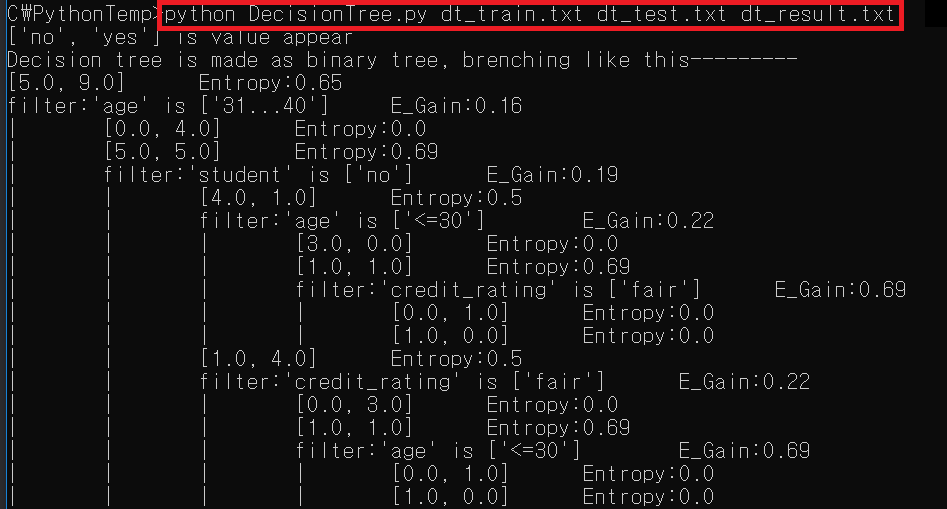 C:₩PythonTemp>python DecisionTree.py dt_train.txt dt_test.txt dt_result.txt
['no', 'yes'] is value appear
Decision tree is made as binary tree, brenching like this---------
[5.0, 9.0] Entropy:0.65
filter:'age' is ['31...40'] E_Gain:0.16
| [0.0, 4.0] Entropy:0.0
| [5.0, 5.0] Entropy:0.69
| filter:'student' is ['no'] E_Gain:0.19
| | [4.0, 1.0] Entropy:0.5
| | filter:'age' is ['<=30'] E_Gain:0.22
| | | [3.0, 0.0] Entropy:0.0
| | | [1.0, 1.0] Entropy:0.69
| | | filter:'credit_rating' is ['fair'] E_Gain:0.69
| | | | [0.0, 1.0] Entropy:0.0
| | | | [1.0, 0.0] Entropy:0.0
| | [1.0, 4.0] Entropy:0.5
| | filter:'credit_rating' is ['fair'] E_Gain:0.22
| | | [0.0, 3.0] Entropy:0.0
| | | [1.0, 1.0] Entropy:0.69
| | | filter:'age' is ['<=30'] E_Gain:0.69
| | | | [0.0, 1.0] Entropy:0.0
| | | | [1.0, 0.0] Entropy:0.0